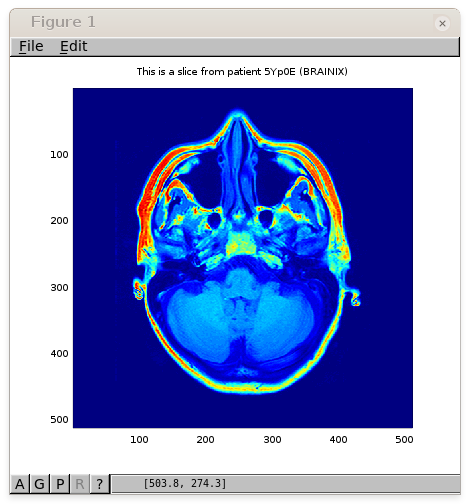 Figure 1
File Edit
This is a slice from patient 5Yp0E (BRAINIX)
100
200
300
400
500
100 200 300 400 500
A G P R ? [503.8, 274.3]